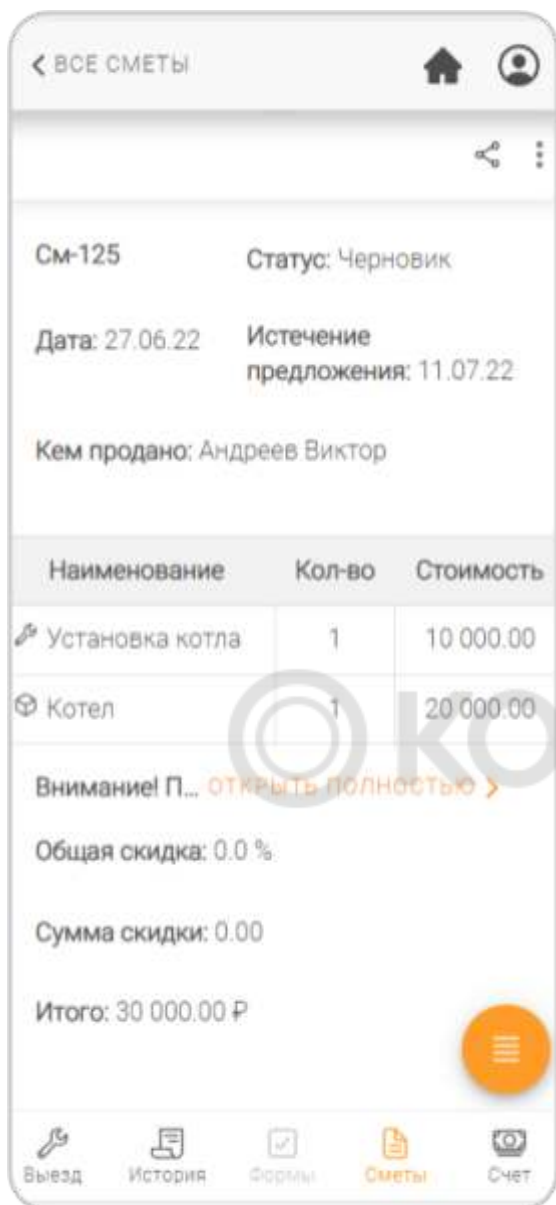 ВСЕ СМЕТЫ
См-125 Статус: Черновик
Дата: 27.06.22 Истечение
предложения: 11.07.22
Кем продано: Андреев Виктор
Наименование Кол-во Стоимость
Установка котла 1 10 000.00
Котел 1 20 000.00
КО
Внимание! П... ОТКРЫТЬ ПОЛНОСТЬЮ >
Общая скидка: 0.0 %
Сумма скидки: 0.00
Итого: 30 000.00 ₽
Выезд История Формы Сметы Счет